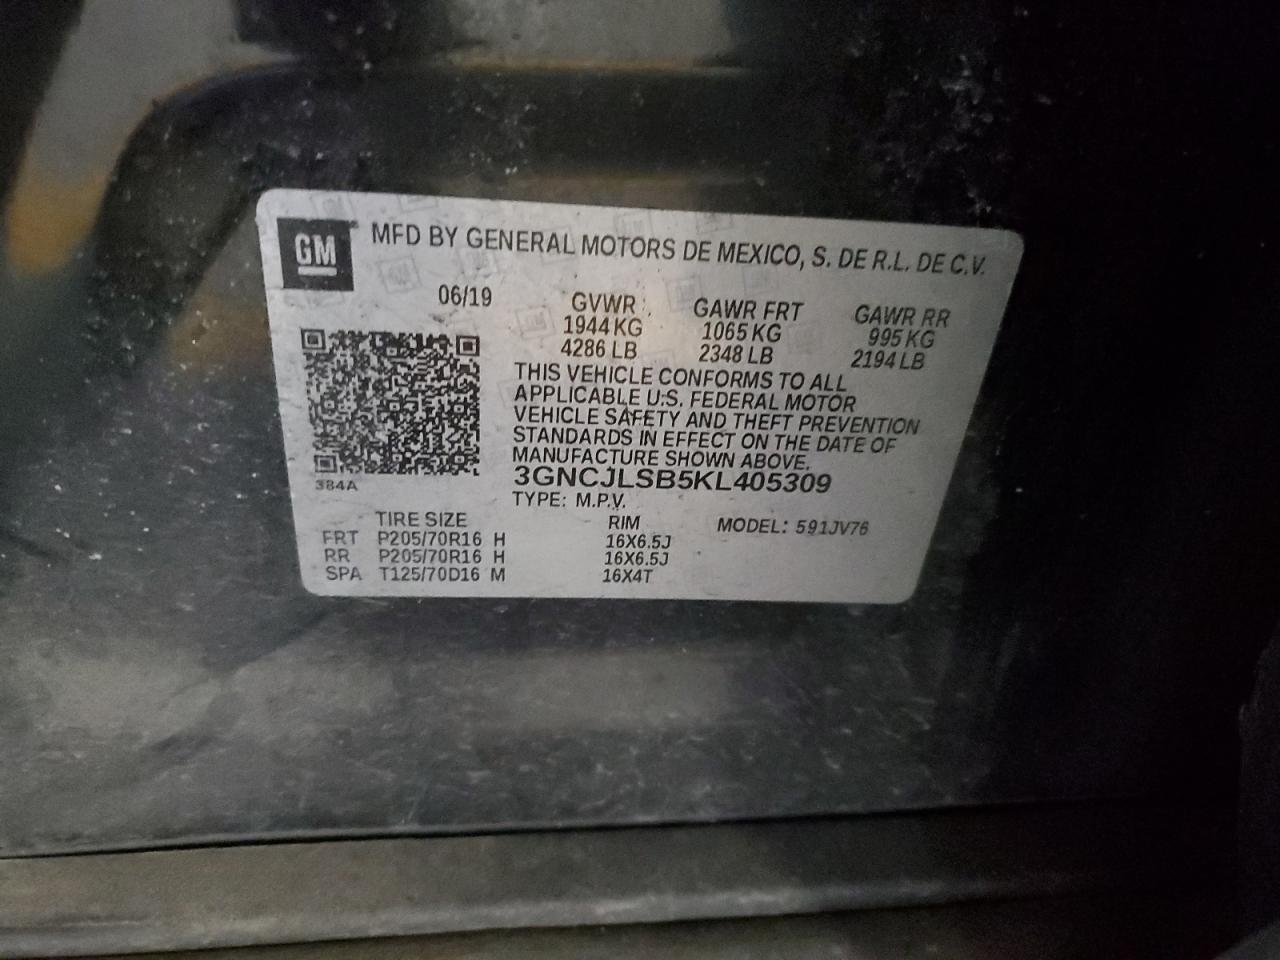 GM
MFD BY GENERAL MOTORS DE MEXICO, S. DE R.L. DE C.V.
06/19
GVWR GAWR FRT GAWR RR
1944 KG 1065 KG 995 KG
4286 LB 2348 LB 2194 LB
THIS VEHICLE CONFORMS TO ALL
APPLICABLE U.S. FEDERAL MOTOR
VEHICLE SAFETY AND THEFT PREVENTION
STANDARDS IN EFFECT ON THE DATE OF
MANUFACTURE SHOWN ABOVE.
3GNCJLSB5KL405309
384A
TYPE: M.P.V.
TIRE SIZE RIM MODEL: 591JV76
FRT P205/70R16 H 16X6.5J
RR P205/70R16 H 16X6.5J
SPA T125/70D16 M 16X4T